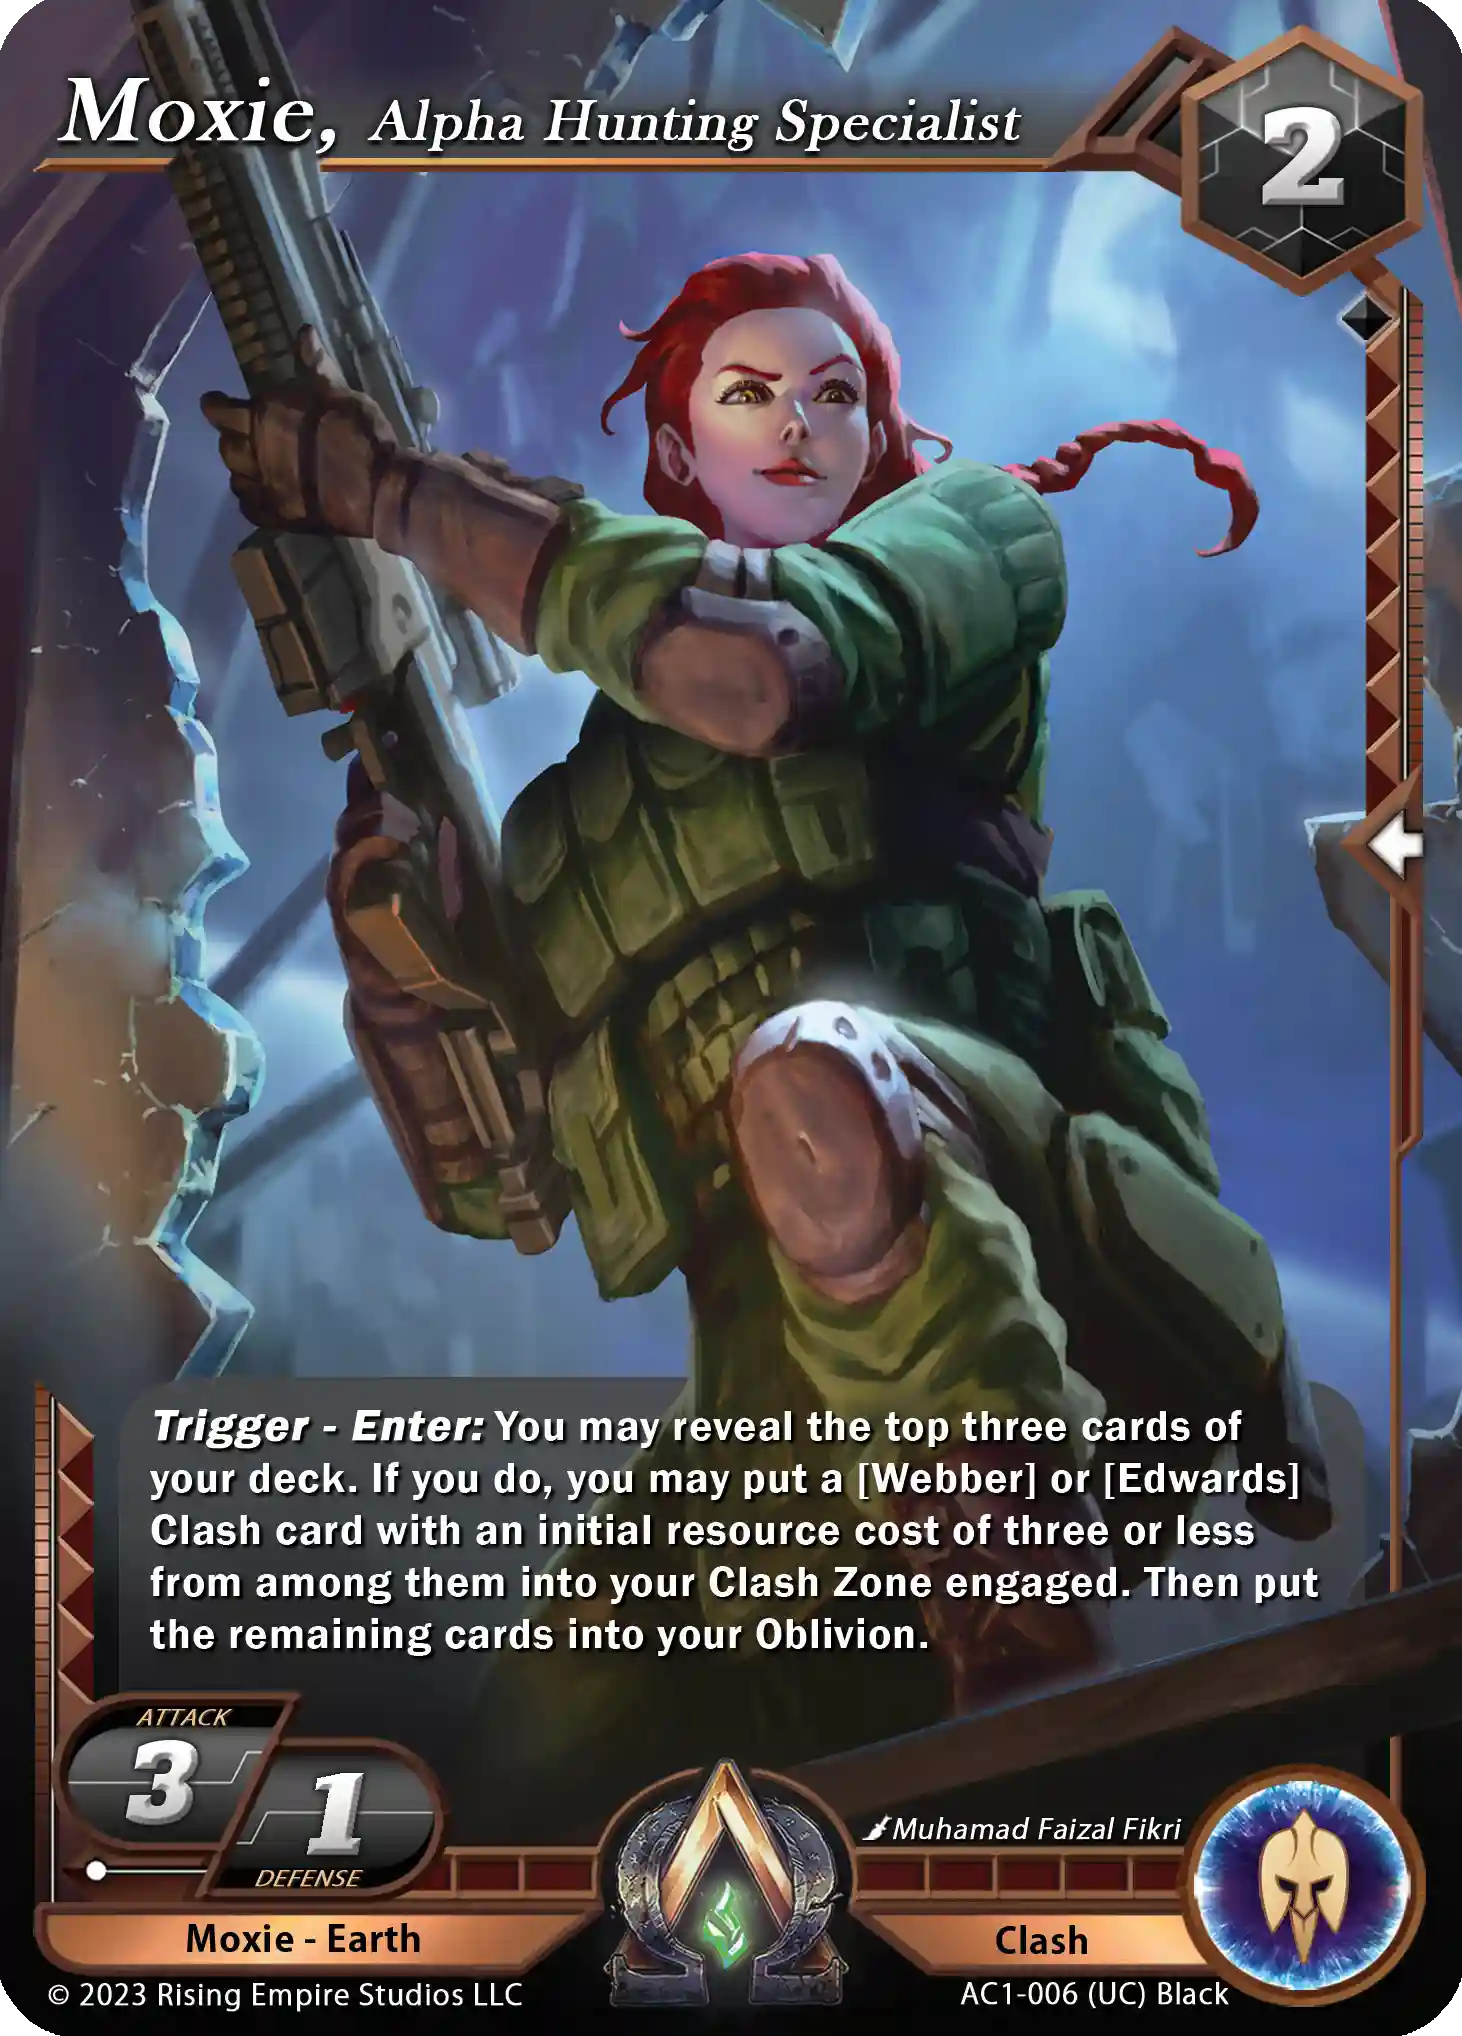 Moxie, Alpha Hunting Specialist
2
Trigger - Enter: You may reveal the top three cards of
your deck. If you do, you may put a [Webber] or [Edwards]
Clash card with an initial resource cost of three or less
from among them into your Clash Zone engaged. Then put
the remaining cards into your Oblivion.
ATTACK
3
1
DEFENSE
Muhamad Faizal Fikri
Moxie - Earth
Clash
© 2023 Rising Empire Studios LLC
AC1-006 (UC) Black